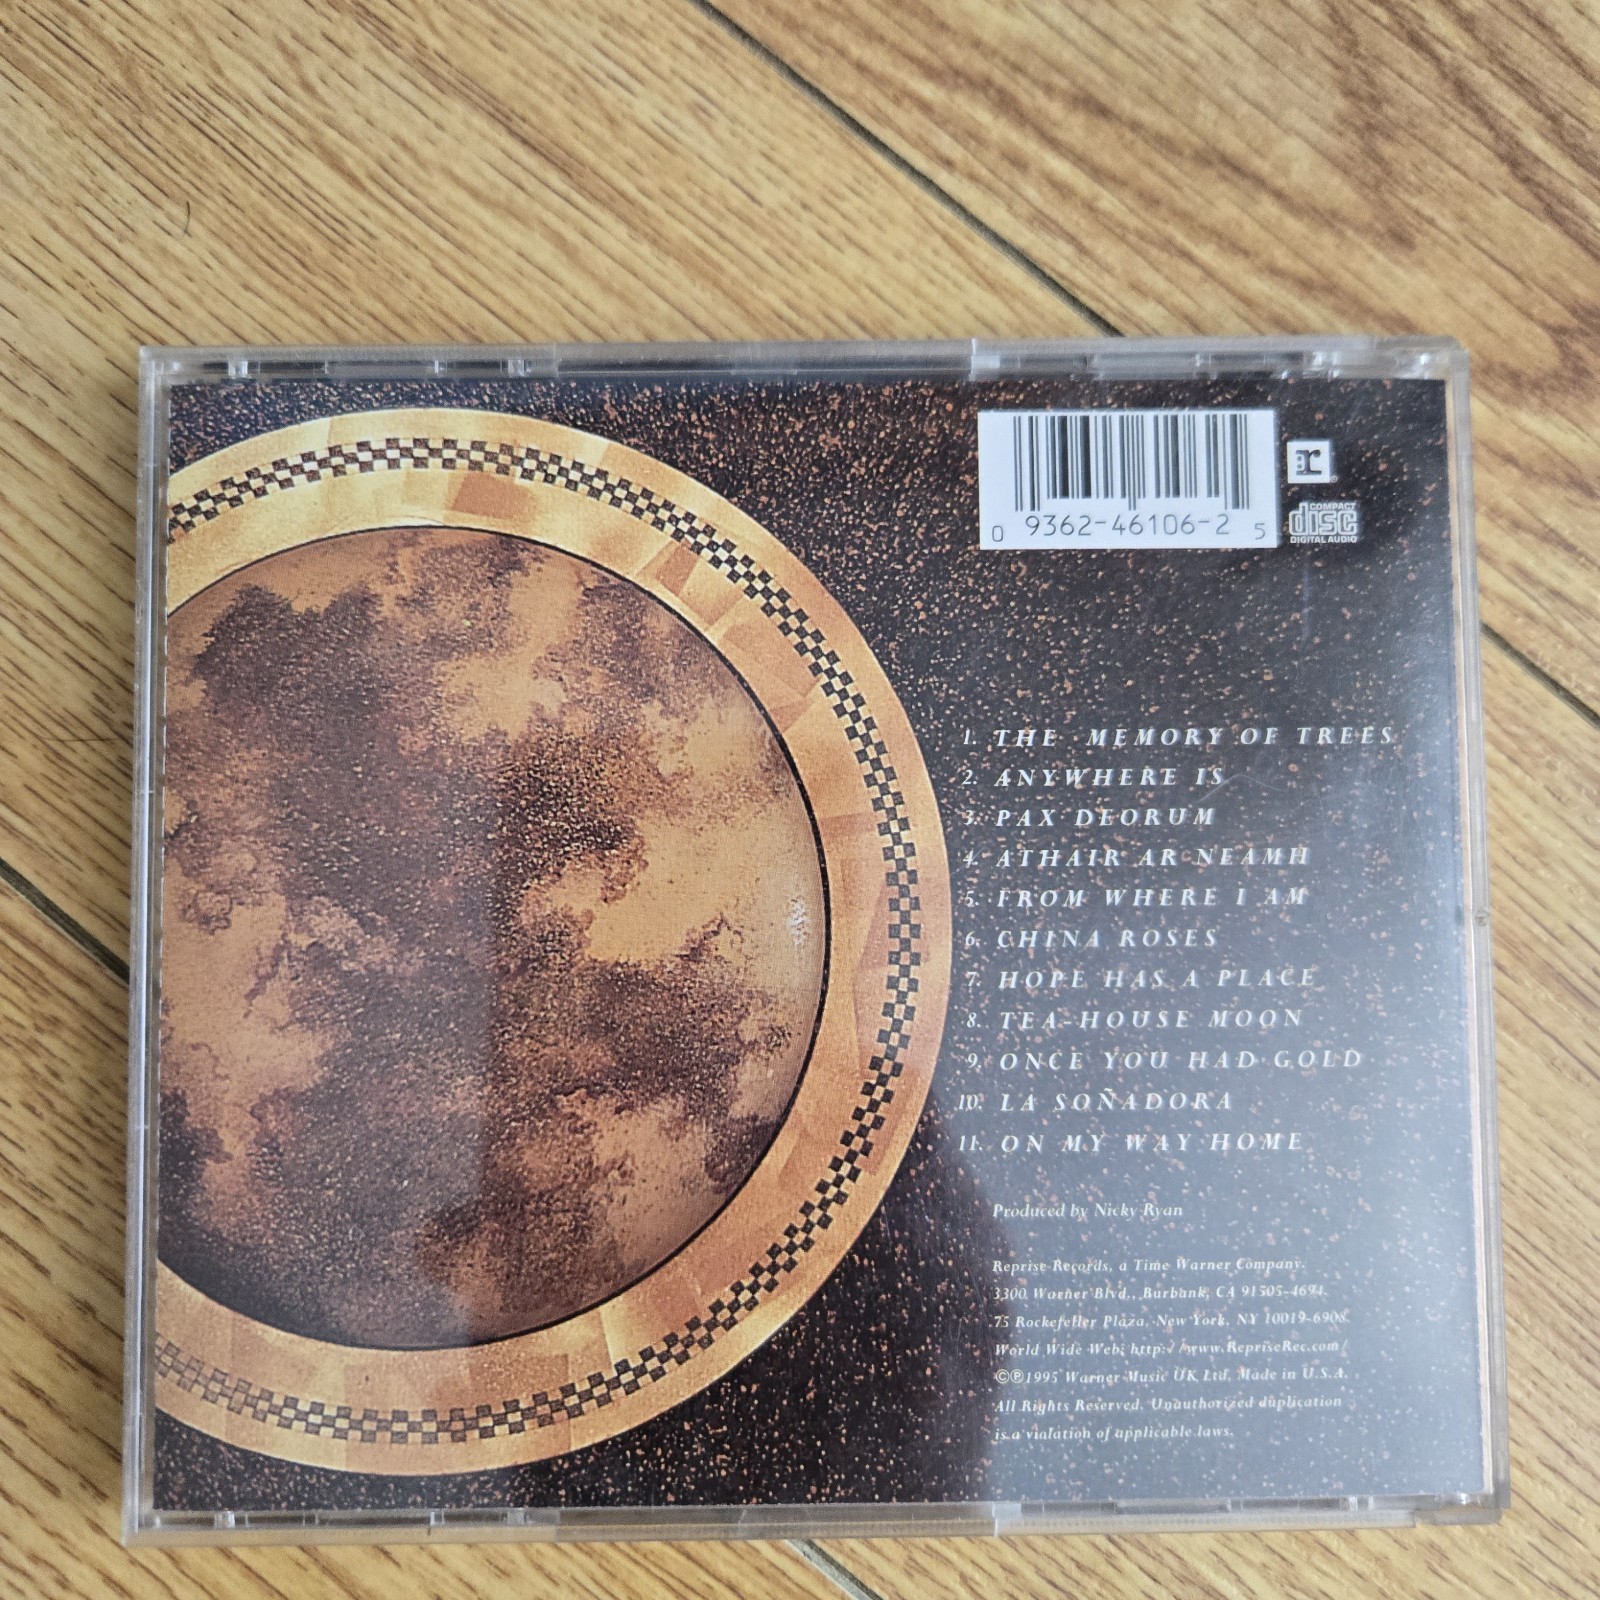 0 9362-46106-2 5
r
COMPACT
disc
DIGITAL AUDIO
1. THE MEMORY OF TREES
2. ANYWHERE IS
3. PAX DEORUM
4. ATHAIR AR NEAMH
5. FROM WHERE I AM
6. CHINA ROSES
7. HOPE HAS A PLACE
8. TEA-HOUSE MOON
9. ONCE YOU HAD GOLD
10. LA SOÑADORA
11. ON MY WAY HOME
Produced by Nicky Ryan
Reprise Records, a Time Warner Company.
3300 Warner Blvd., Burbank, CA 91505-4694.
75 Rockefeller Plaza, New York, NY 10019-6908.
World Wide Web: http://www.RepriseRec.com/
©℗1995 Warner Music UK Ltd. Made in U.S.A.
All Rights Reserved. Unauthorized duplication
is a violation of applicable laws.